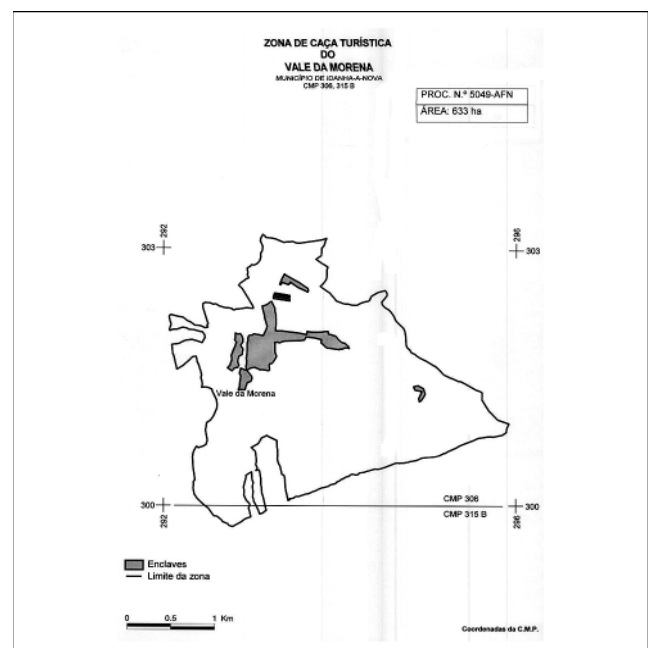 ZONA DE CAÇA TURÍSTICA
DO
VALE DA MORENA
MUNICÍPIO DE IDANHA-A-NOVA
CMP 306, 315 B
PROC. N.º 5049-AFN
ÁREA: 633 ha
292
296
303
303
Vale da Morena
CMP 306
300
300
CMP 315 B
292
296
Enclaves
Limite da zona
0 0.5 1 Km
Coordenadas da C.M.P.